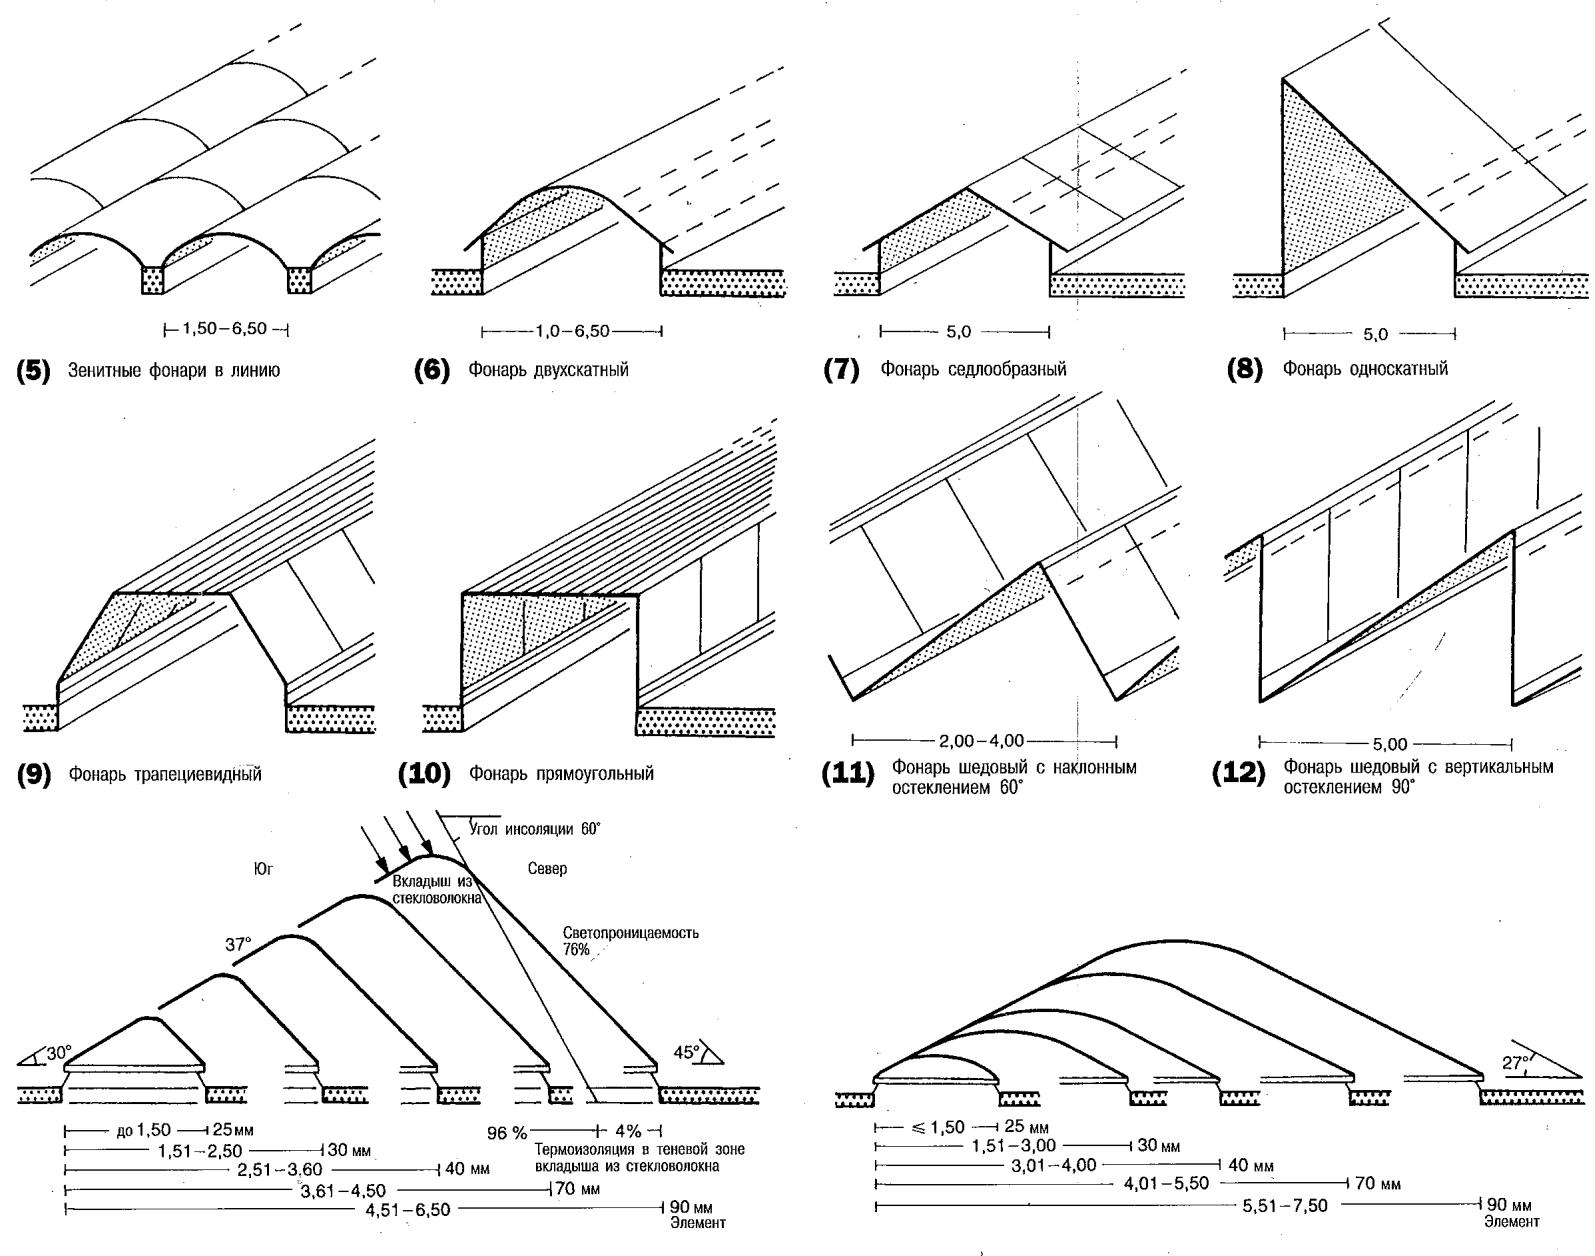 1,50–6,50
1,0–6,50
5,0
5,0
(5) Зенитные фонари в линию
(6) Фонарь двухскатный
(7) Фонарь седлообразный
(8) Фонарь односкатный
2,00–4,00
5,00
(9) Фонарь трапециевидный
(10) Фонарь прямоугольный
(11) Фонарь шедовый с наклонным
остеклением 60°
(12) Фонарь шедовый с вертикальным
остеклением 90°
Угол инсоляции 60°
Юг
Север
Вкладыш из
стекловолокна
37°
Светопроницаемость
76%
30°
45°
до 1,50 25 мм
1,51–2,50 30 мм
2,51–3,60 40 мм
3,61–4,50 70 мм
4,51–6,50 90 мм
Элемент
96 % 4%
Термоизоляция в теневой зоне
вкладыша из стекловолокна
27°
≤ 1,50 25 мм
1,51–3,00 30 мм
3,01–4,00 40 мм
4,01–5,50 70 мм
5,51–7,50 90 мм
Элемент